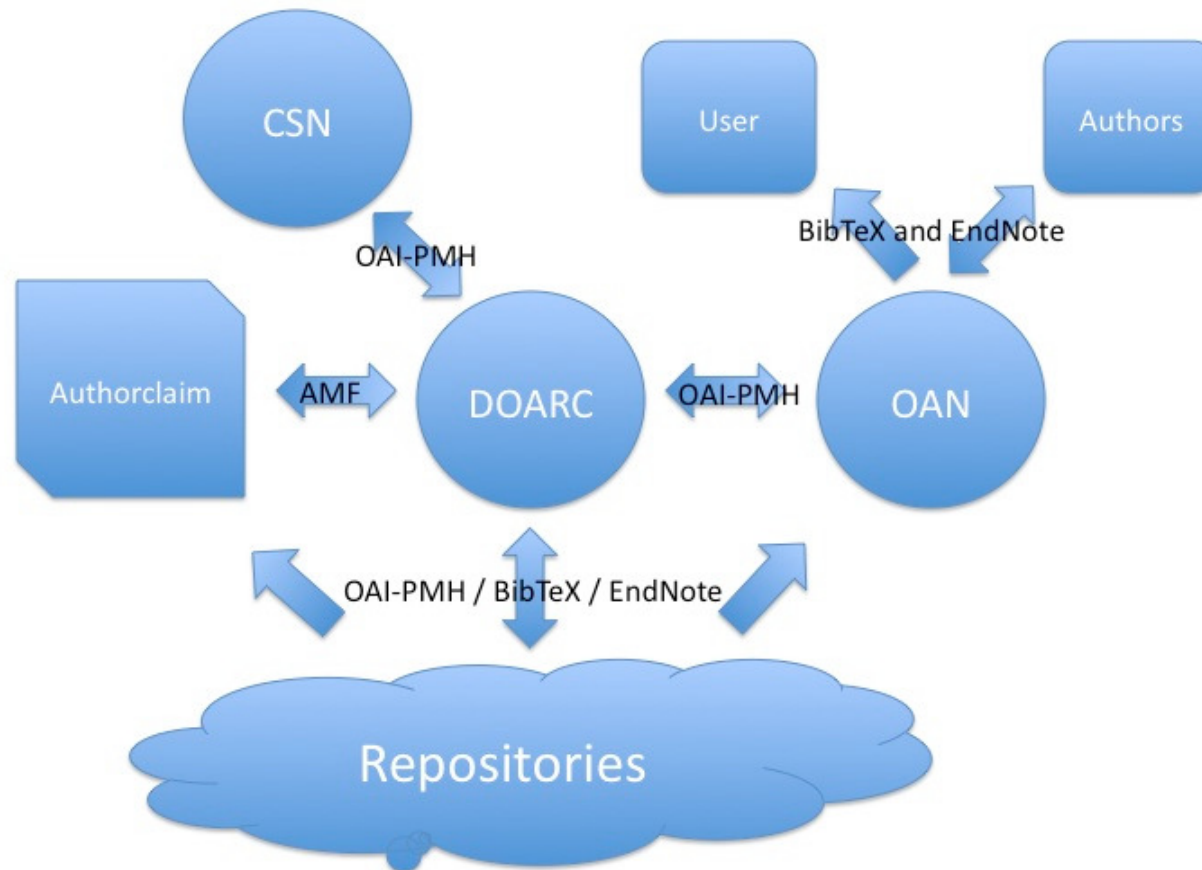 CSN
User
Authors
BibTeX and EndNote
OAI-PMH
Authorclaim
AMF
DOARC
OAI-PMH
OAN
OAI-PMH / BibTeX / EndNote
Repositories